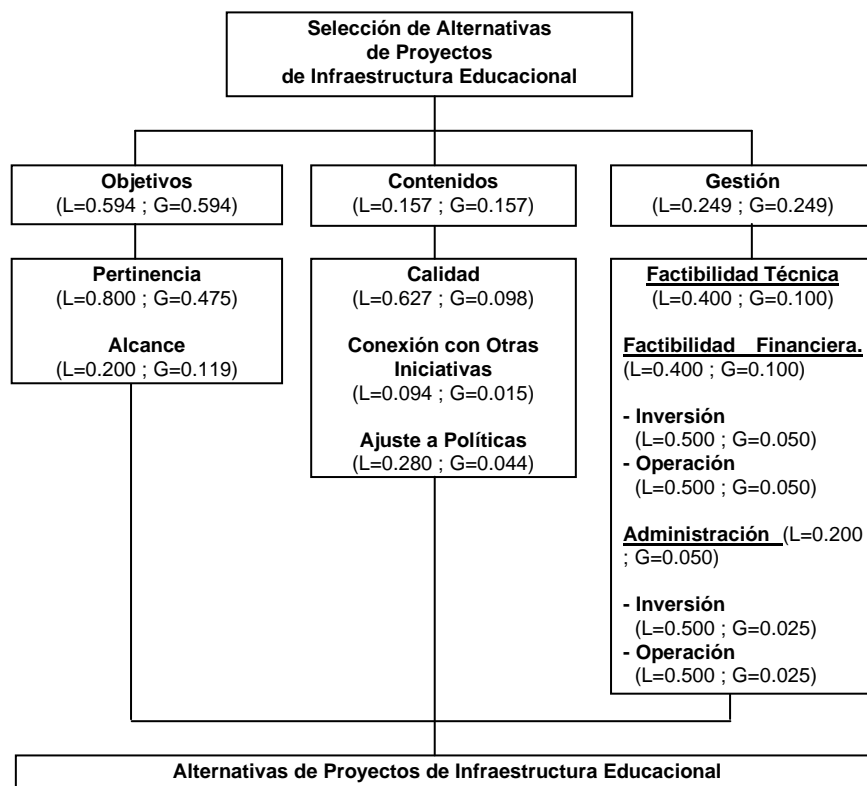 Selección de Alternativas
de Proyectos
de Infraestructura Educacional
Objetivos
(L=0.594 ; G=0.594)
Contenidos
(L=0.157 ; G=0.157)
Gestión
(L=0.249 ; G=0.249)
Pertinencia
(L=0.800 ; G=0.475)
Alcance
(L=0.200 ; G=0.119)
Calidad
(L=0.627 ; G=0.098)
Conexión con Otras
Iniciativas
(L=0.094 ; G=0.015)
Ajuste a Políticas
(L=0.280 ; G=0.044)
Factibilidad Técnica
(L=0.400 ; G=0.100)
Factibilidad Financiera.
(L=0.400 ; G=0.100)
- Inversión
(L=0.500 ; G=0.050)
- Operación
(L=0.500 ; G=0.050)
Administración (L=0.200
; G=0.050)
- Inversión
(L=0.500 ; G=0.025)
- Operación
(L=0.500 ; G=0.025)
Alternativas de Proyectos de Infraestructura Educacional